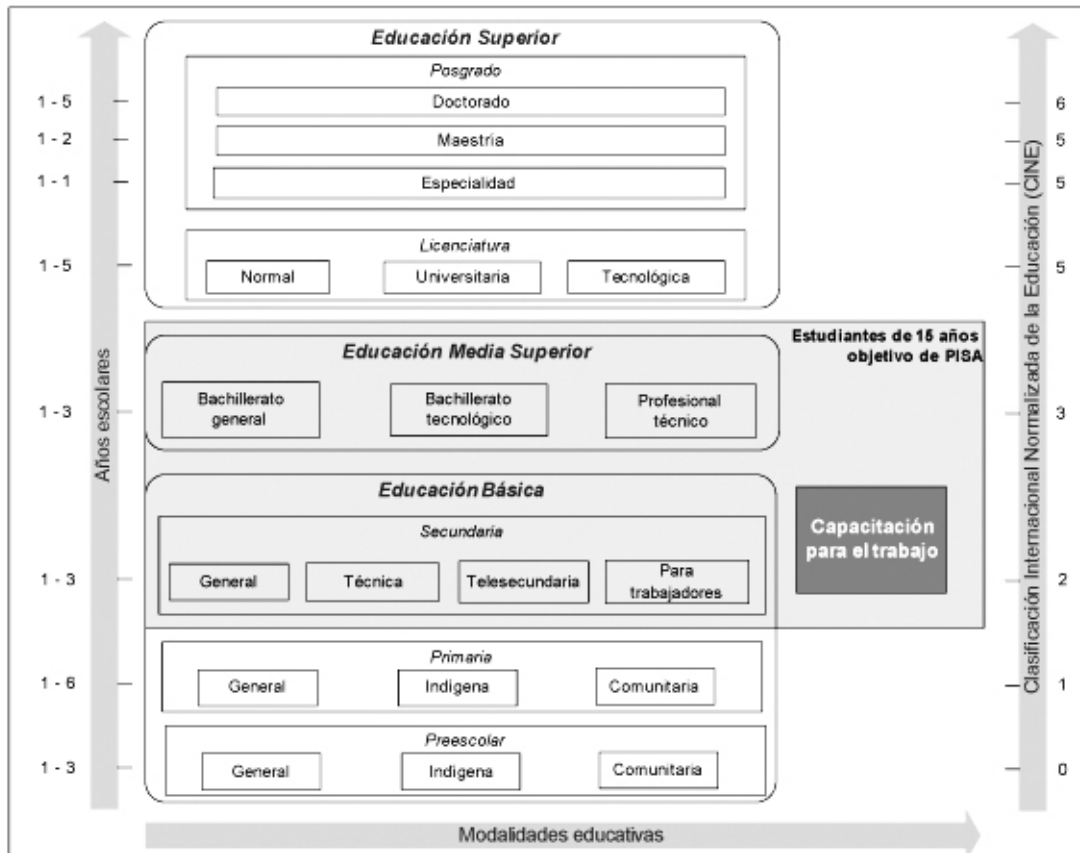 Educación Superior
Posgrado
1 - 5
Doctorado
6
1 - 2
Maestria
5
1 - 1
Especialidad
5
Licenciatura
1 - 5
Normal
Universitaria
Tecnológica
5
Estudiantes de 15 años
objetivo de PISA
Educación Media Superior
1 - 3
Bachillerato
general
Bachillerato
tecnológico
Profesional
técnico
3
Educación Básica
Secundaria
1 - 3
General
Técnica
Telesecundaria
Para
trabajadores
Capacitación
para el trabajo
2
Primaria
1 - 6
General
Indígena
Comunitaria
1
Preescolar
1 - 3
General
Indígena
Comunitaria
0
Años escolares
Clasificación Internacional Normalizada de la Educación (CINE)
Modalidades educativas